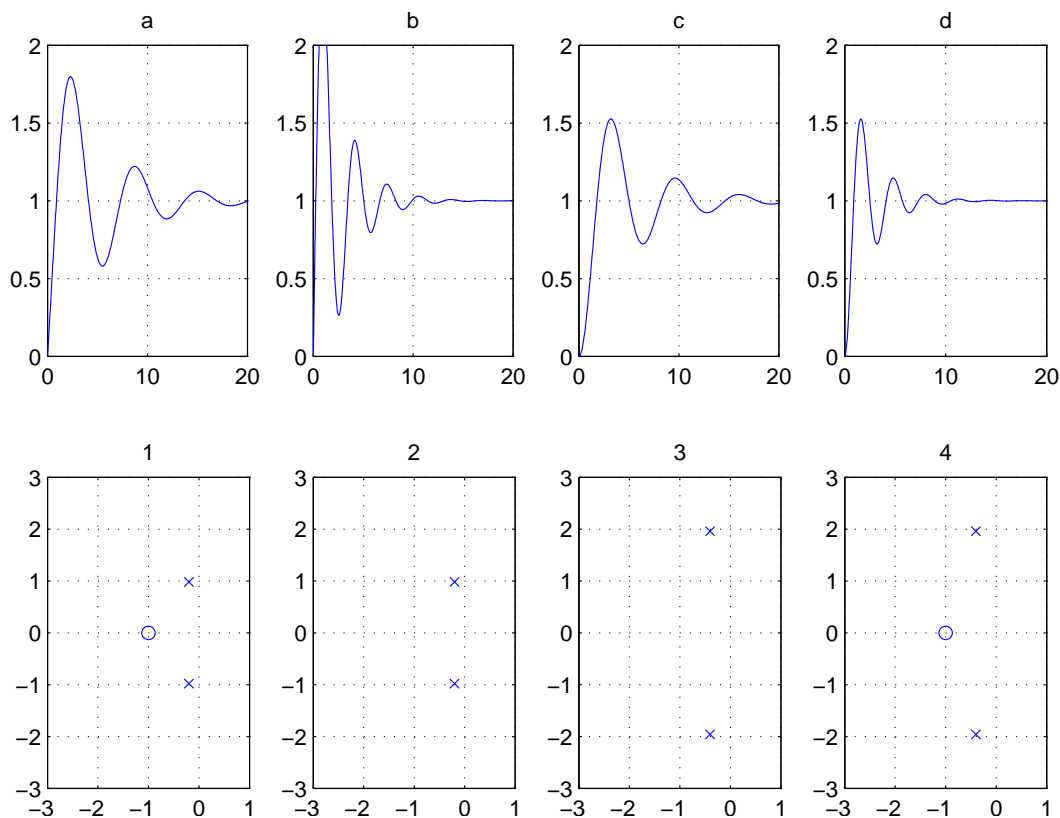 a b c d
2 2 2 2
1.5 1.5 1.5 1.5
1 1 1 1
0.5 0.5 0.5 0.5
0 0 0 0
0 10 20 0 10 20 0 10 20 0 10 20
1 2 3 4
3 3 3 3
2 2 2 2
1 1 1 1
0 0 0 0
−1 −1 −1 −1
−2 −2 −2 −2
−3 −3 −3 −3
−3 −2 −1 0 1 −3 −2 −1 0 1 −3 −2 −1 0 1 −3 −2 −1 0 1